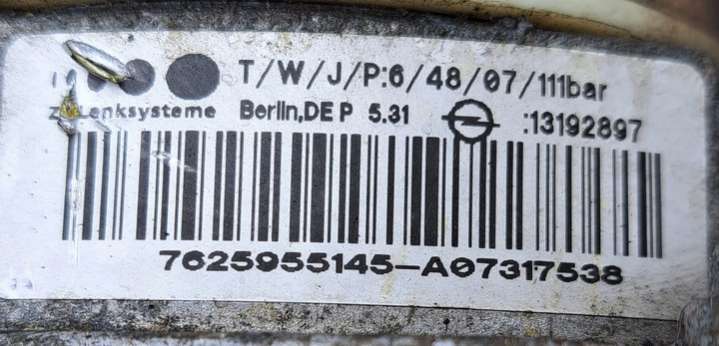 T/W/J/P:6/48/07/111bar
Lenksysteme Berlin,DE P 5.31 :13192897
7625955145-A07317538